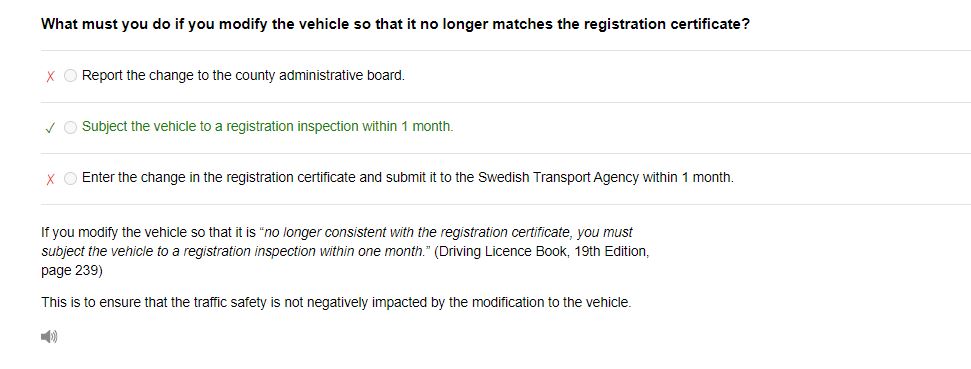 What must you do if you modify the vehicle so that it no longer matches the registration certificate?
X Report the change to the county administrative board.
✓ Subject the vehicle to a registration inspection within 1 month.
X Enter the change in the registration certificate and submit it to the Swedish Transport Agency within 1 month.
If you modify the vehicle so that it is “no longer consistent with the registration certificate, you must
subject the vehicle to a registration inspection within one month.” (Driving Licence Book, 19th Edition,
page 239)
This is to ensure that the traffic safety is not negatively impacted by the modification to the vehicle.